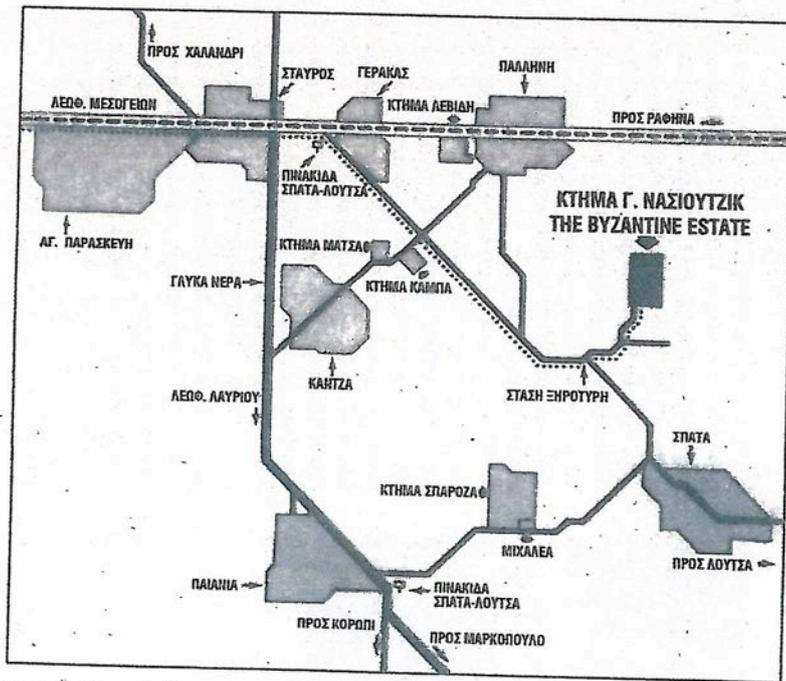 ΠΡΟΣ ΧΑΛΑΝΔΡΙ
ΣΤΑΥΡΟΣ
ΓΕΡΑΚΑΣ
ΠΑΛΛΗΝΗ
ΛΕΩΦ. ΜΕΣΟΓΕΙΩΝ
ΚΤΗΜΑ ΛΕΒΙΔΗ
ΠΡΟΣ ΡΑΦΗΝΑ
ΠΙΝΑΚΙΔΑ
ΣΠΑΤΑ-ΛΟΥΤΣΑ
ΚΤΗΜΑ Γ. ΝΑΣΙΟΥΤΖΙΚ
THE BYZANTINE ESTATE
ΑΓ. ΠΑΡΑΣΚΕΥΗ
ΚΤΗΜΑ ΜΑΤΣΑ
ΓΛΥΚΑ ΝΕΡΑ
ΚΤΗΜΑ ΚΑΜΠΑ
ΚΑΝΤΖΑ
ΣΤΑΣΗ ΞΗΡΟΤΥΡΗ
ΛΕΩΦ. ΛΑΥΡΙΟΥ
ΣΠΑΤΑ
ΚΤΗΜΑ ΣΠΑΡΟΖΑ
ΜΙΧΑΛΕΑ
ΠΡΟΣ ΛΟΥΤΣΑ
ΠΑΙΑΝΙΑ
ΠΙΝΑΚΙΔΑ
ΣΠΑΤΑ-ΛΟΥΤΣΑ
ΠΡΟΣ ΚΟΡΩΠΙ
ΠΡΟΣ ΜΑΡΚΟΠΟΥΛΟ